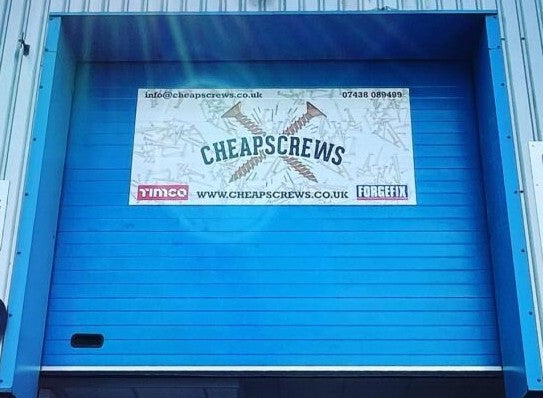 info@cheapscrews.co.uk 07438 089499
CHEAPSCREWS
TIMCO WWW.CHEAPSCREWS.CO.UK FORGEFIX